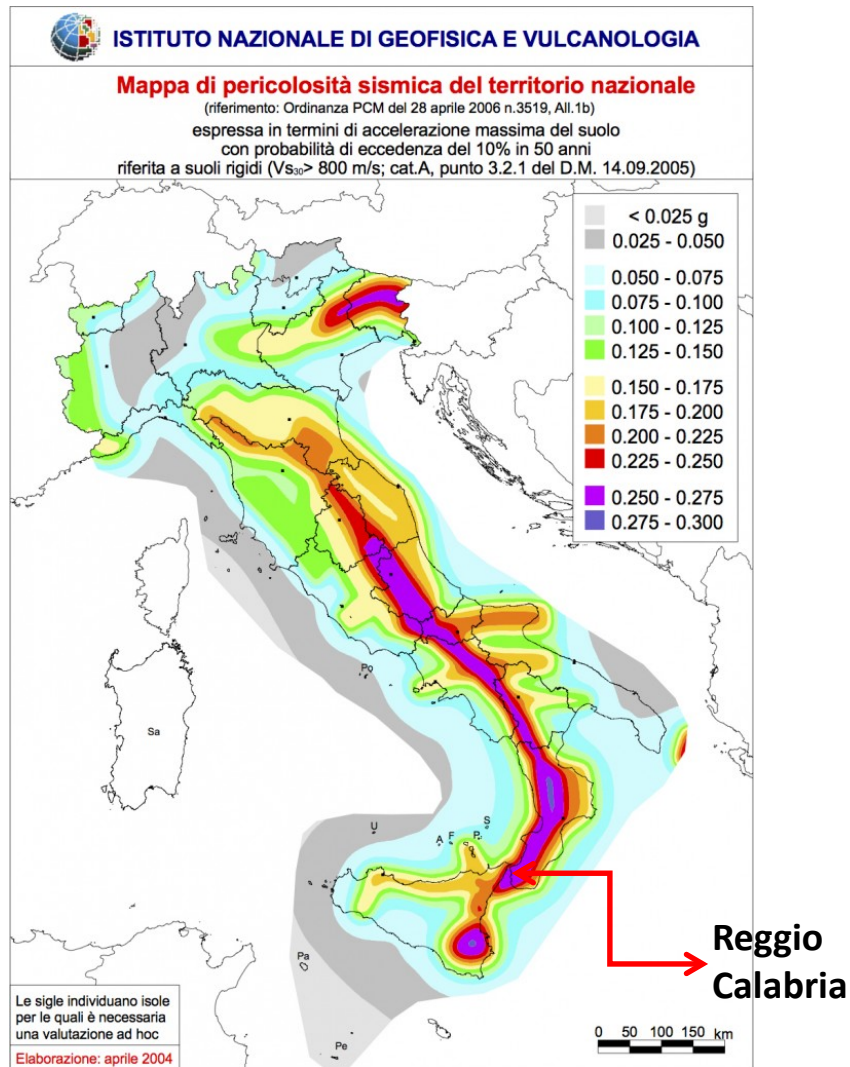 ISTITUTO NAZIONALE DI GEOFISICA E VULCANOLOGIA
Mappa di pericolosità sismica del territorio nazionale
(riferimento: Ordinanza PCM del 28 aprile 2006 n.3519, All.1b)
espressa in termini di accelerazione massima del suolo
con probabilità di eccedenza del 10% in 50 anni
riferita a suoli rigidi (Vs₃₀> 800 m/s; cat.A, punto 3.2.1 del D.M. 14.09.2005)
< 0.025 g
0.025 - 0.050
0.050 - 0.075
0.075 - 0.100
0.100 - 0.125
0.125 - 0.150
0.150 - 0.175
0.175 - 0.200
0.200 - 0.225
0.225 - 0.250
0.250 - 0.275
0.275 - 0.300
Po
Sa
U
A
F
P
S
Pa
Pe
Reggio
Calabria
Le sigle individuano isole
per le quali è necessaria
una valutazione ad hoc
Elaborazione: aprile 2004
0 50 100 150 km